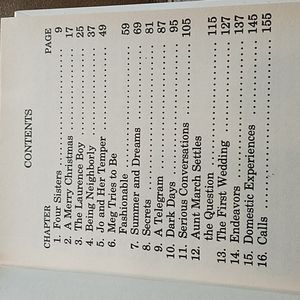 CONTENTS
CHAPTER PAGE
1. Four Sisters 9
2. A Merry Christmas 17
3. The Laurence Boy 25
4. Being Neighborly 37
5. Jo and Her Temper 49
6. Meg Tries to Be
Fashionable 59
7. Summer and Dreams 69
8. Secrets 81
9. A Telegram 87
10. Dark Days 95
11. Serious Conversations 105
12. Aunt March Settles
the Question 115
13. The First Wedding 127
14. Endeavors 137
15. Domestic Experiences 145
16. Calls 155